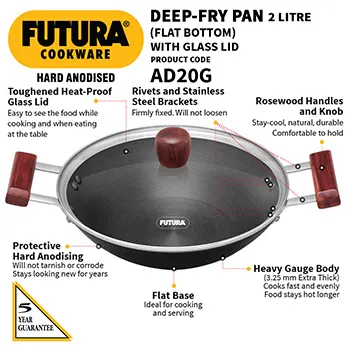 FUTURA®
COOKWARE
HARD ANODISED
DEEP-FRY PAN 2 LITRE
(FLAT BOTTOM)
WITH GLASS LID
PRODUCT CODE
AD20G
Toughened Heat-Proof
Glass Lid
Easy to see the food while
cooking and when eating
at the table
Rivets and Stainless
Steel Brackets
Firmly fixed. Will not loosen
Rosewood Handles
and Knob
Stay-cool, natural, durable
Comfortable to hold
FUTURA
Protective
Hard Anodising
Will not tarnish or corrode
Stays looking new for years
Flat Base
Ideal for cooking
and serving
Heavy Gauge Body
(3.25 mm Extra Thick)
Cooks fast and evenly
Food stays hot longer
5
YEAR
GUARANTEE